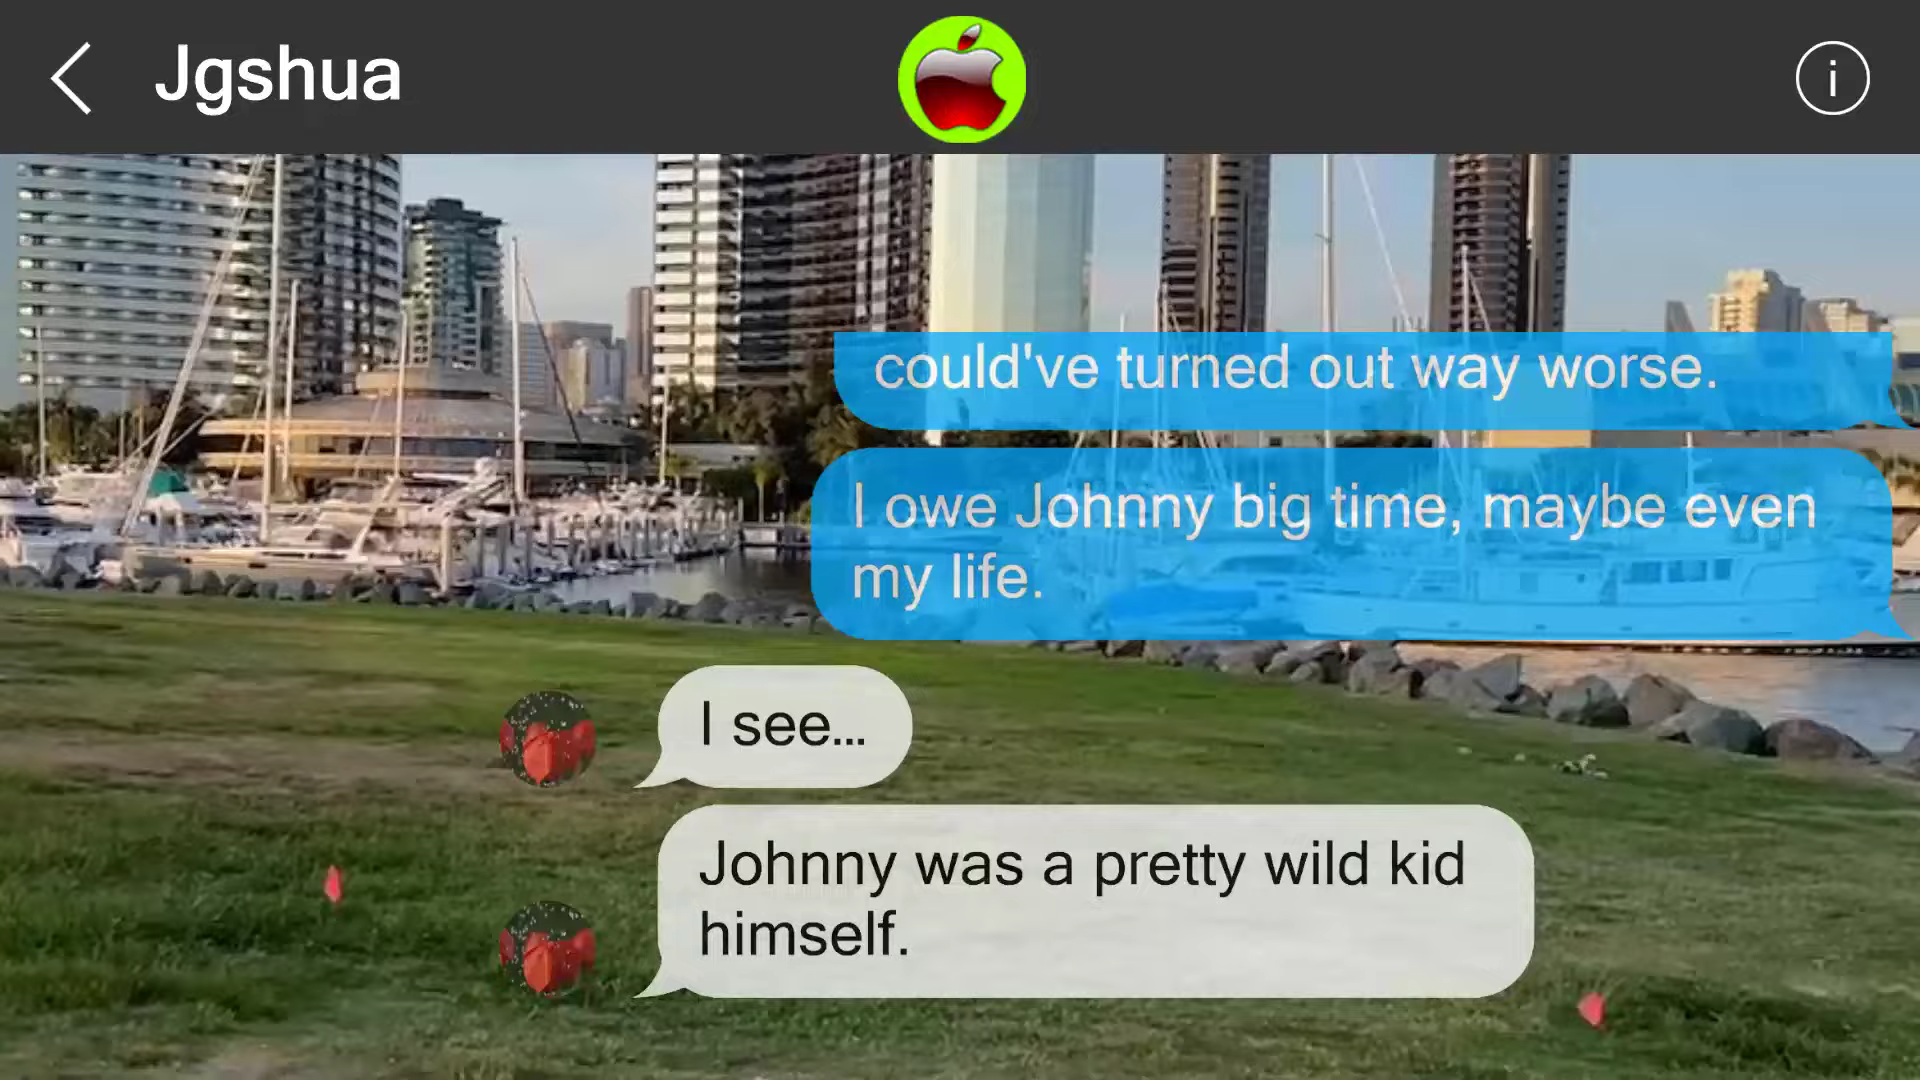 Jgshua
i
could've turned out way worse.
I owe Johnny big time, maybe even
my life.
I see...
Johnny was a pretty wild kid
himself.